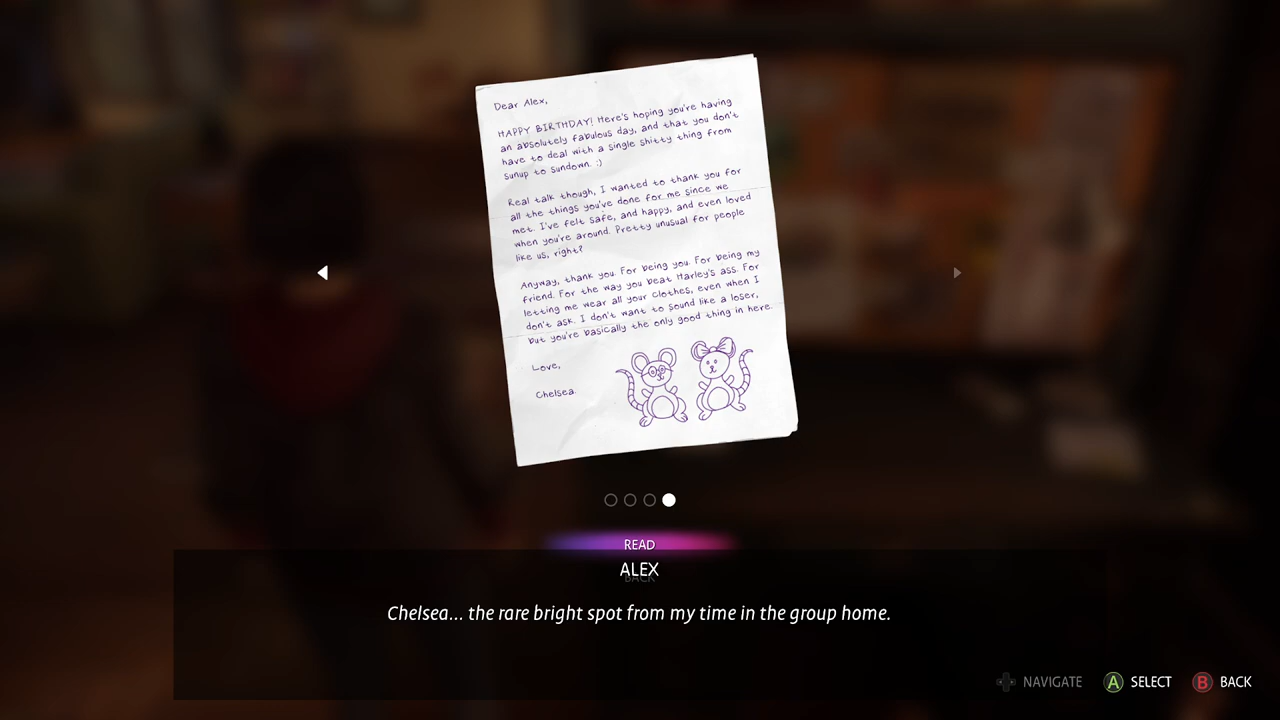 Dear Alex,
HAPPY BIRTHDAY! Here's hoping you're having
an absolutely fabulous day, and that you don't
have to deal with a single shitty thing from
sunup to sundown. :)
Real talk though, I wanted to thank you for
all the things you've done for me since we
met. I've felt safe, and happy, and even loved
when you're around. Pretty unusual for people
like us, right?
Anyway, thank you. For being you. For being my
friend. For the way you beat Harley's ass. For
letting me wear all your clothes, even when I
don't ask. I don't want to sound like a loser,
but you're basically the only good thing in here.
Love,
Chelsea.
READ
ALEX
BACK
Chelsea... the rare bright spot from my time in the group home.
NAVIGATE A SELECT B BACK